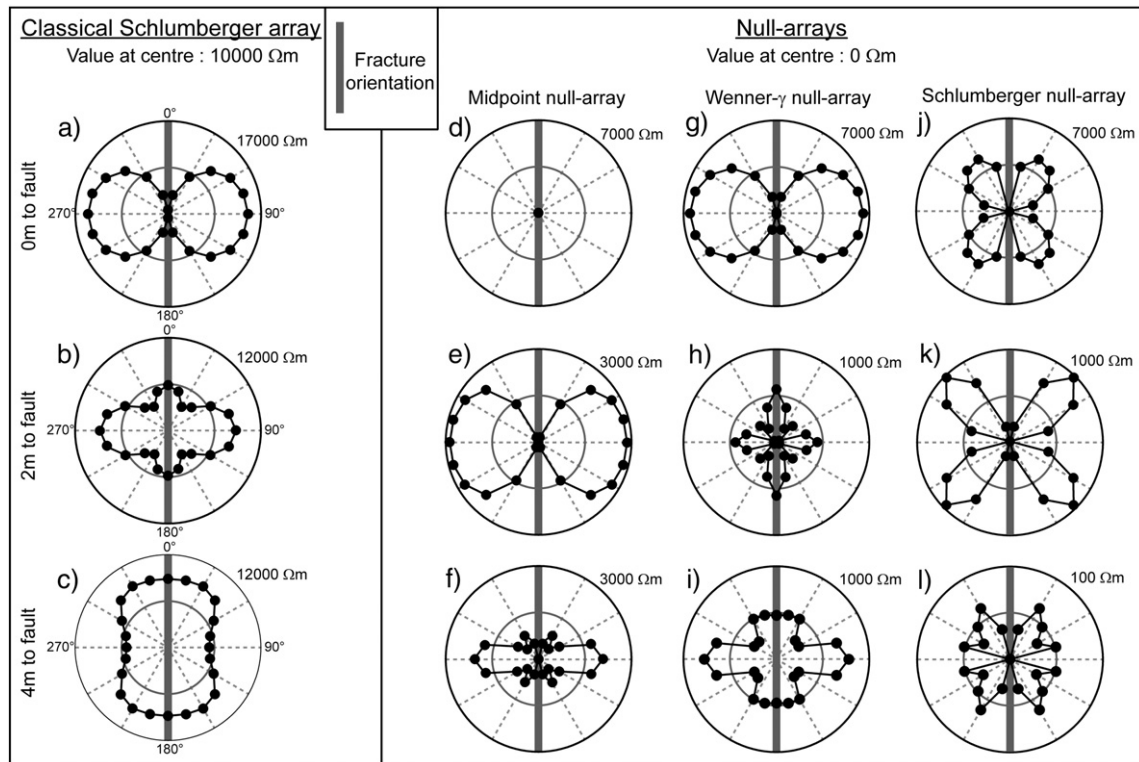 Classical Schlumberger array
Value at centre : 10000 Ωm
Fracture
orientation
Null-arrays
Value at centre : 0 Ωm
Midpoint null-array
Wenner-γ null-array
Schlumberger null-array
0m to fault
a)
0°
17000 Ωm
270°
90°
180°
d)
7000 Ωm
g)
7000 Ωm
j)
7000 Ωm
2m to fault
b)
0°
12000 Ωm
270°
90°
180°
e)
3000 Ωm
h)
1000 Ωm
k)
1000 Ωm
4m to fault
c)
0°
12000 Ωm
270°
90°
180°
f)
3000 Ωm
i)
1000 Ωm
l)
100 Ωm